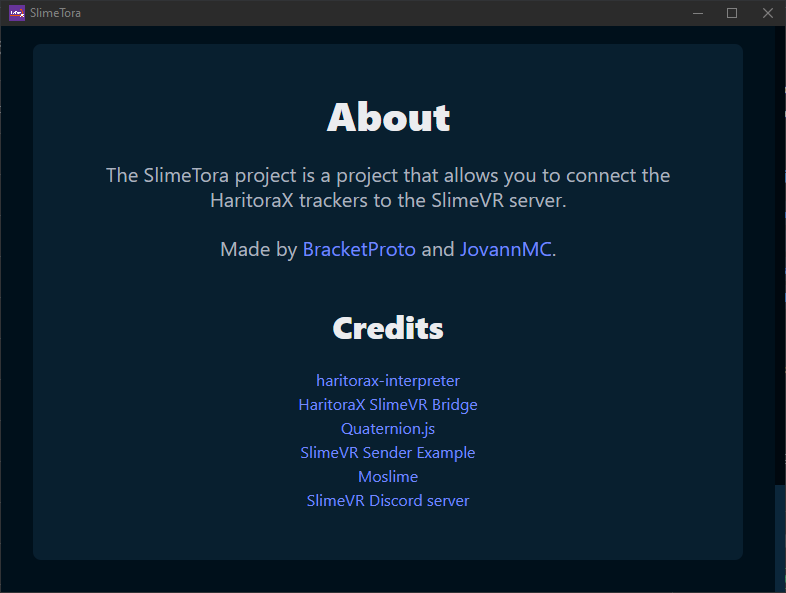 SlimeTora
About
The SlimeTora project is a project that allows you to connect the
HaritoraX trackers to the SlimeVR server.
Made by BracketProto and JovannMC.
Credits
haritorax-interpreter
HaritoraX SlimeVR Bridge
Quaternion.js
SlimeVR Sender Example
Moslime
SlimeVR Discord server